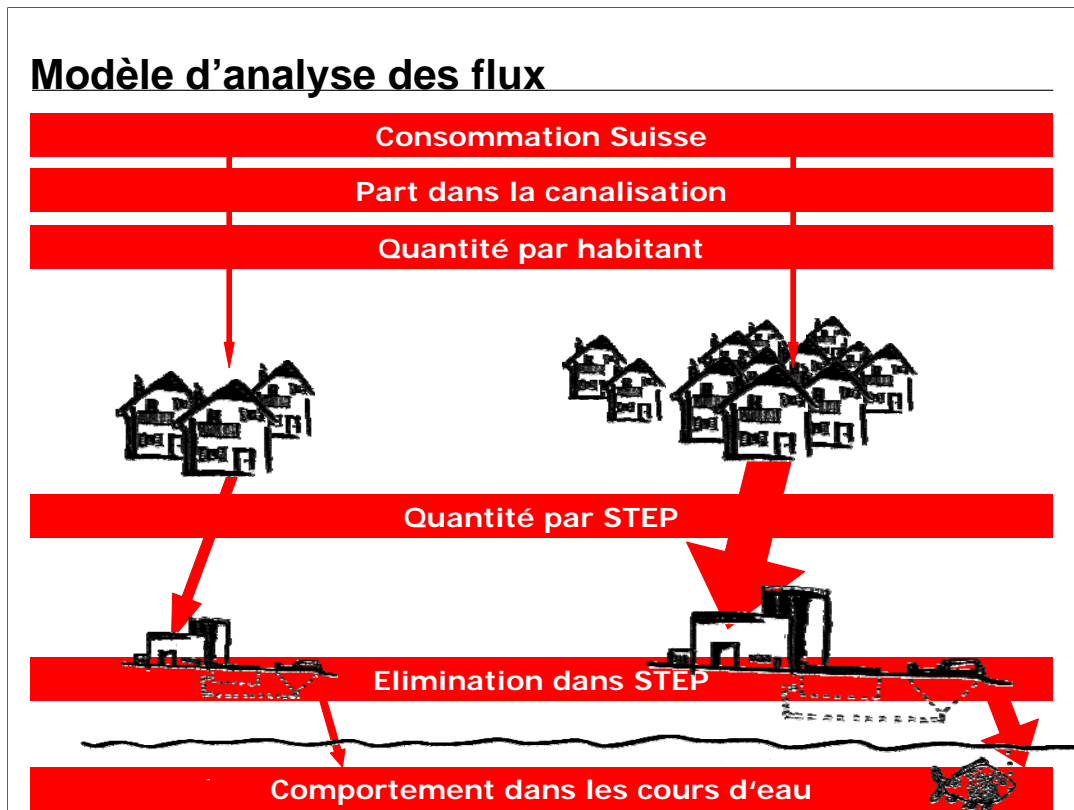 Modèle d'analyse des flux
Consommation Suisse
Part dans la canalisation
Quantité par habitant
Quantité par STEP
Elimination dans STEP
Comportement dans les cours d'eau